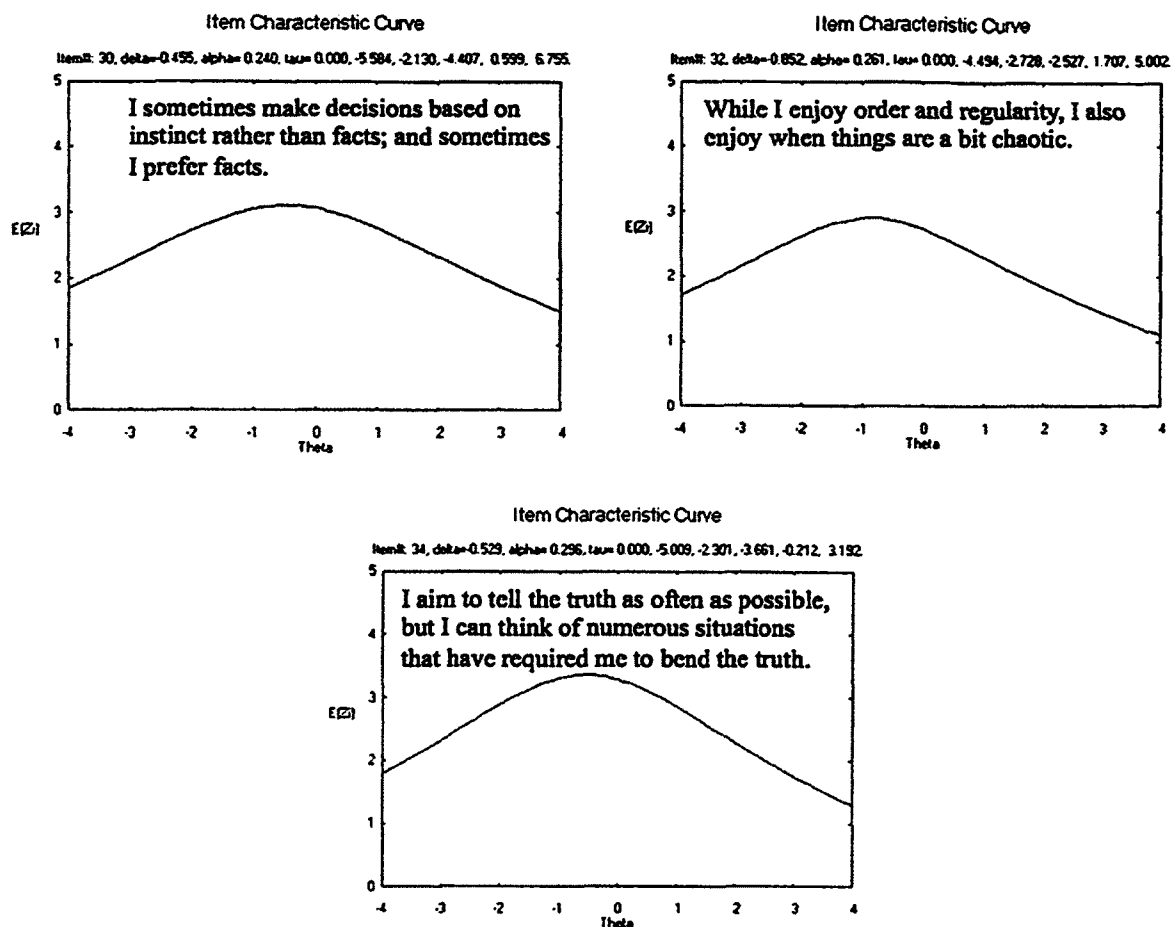 Item Characteristic Curve
Item#: 30, delta=-0.455, alpha= 0.240, tau= 0.000, -5.584, -2.130, -4.407, 0.599, 6.755
5
I sometimes make decisions based on
instinct rather than facts; and sometimes
I prefer facts.
4
3
E[Zi]
2
1
0
-4 -3 -2 -1 0 1 2 3 4
Theta
Item Characteristic Curve
Item#: 32, delta=-0.852, alpha= 0.261, tau= 0.000, -4.494, -2.728, -2.527, 1.707, 5.002
5
While I enjoy order and regularity, I also
enjoy when things are a bit chaotic.
4
3
E[Zi]
2
1
0
-4 -3 -2 -1 0 1 2 3 4
Theta
Item Characteristic Curve
Item#: 34, delta=-0.529, alpha= 0.296, tau= 0.000, -5.009, -2.301, -3.661, -0.212, 3.192
5
I aim to tell the truth as often as possible,
but I can think of numerous situations
that have required me to bend the truth.
4
3
E[Zi]
2
1
0
-4 -3 -2 -1 0 1 2 3 4
Theta